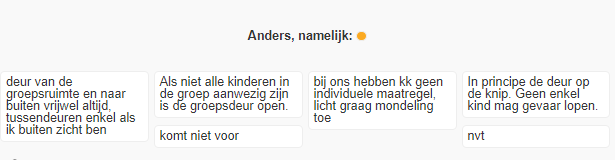 Anders, namelijk:
deur van de
groepsruimte en naar
buiten vrijwel altijd,
tussendeuren enkel als
ik buiten zicht ben
Als niet alle kinderen in
de groep aanwezig zijn
is de groepsdeur open.
komt niet voor
bij ons hebben kk geen
individuele maatregel,
licht graag mondeling
toe
In principe de deur op
de knip. Geen enkel
kind mag gevaar lopen.
nvt